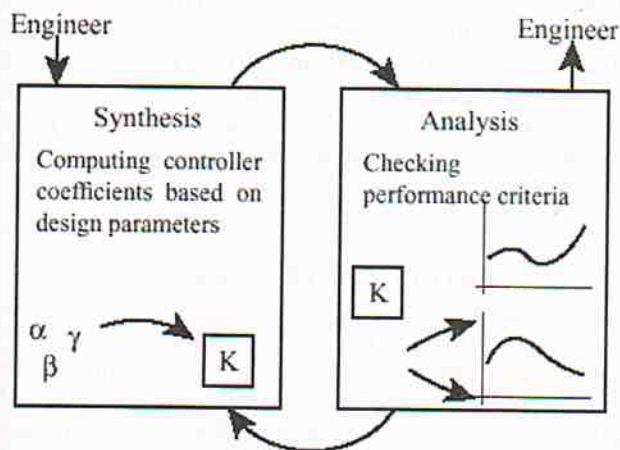 Engineer
Engineer
Synthesis
Computing controller
coefficients based on
design parameters
α γ
β
K
Analysis
Checking
performance criteria
K